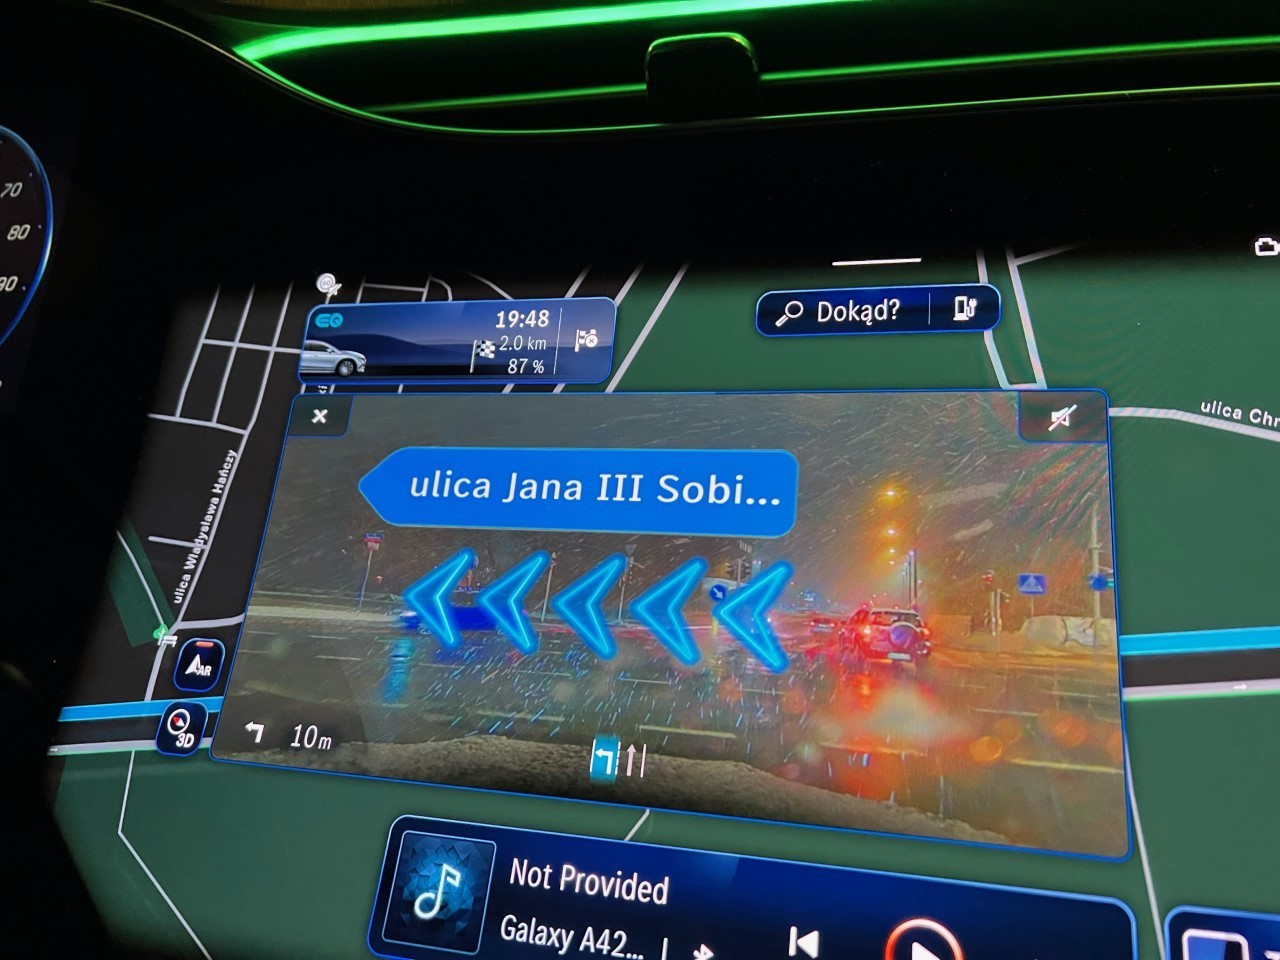 70
80
60
EQ
19:48
2.0 km
87 %
Dokąd?
ulica Chr
ulica Władysława Hańczy
ulica Jana III Sobi...
AR
3D
10m
Not Provided
Galaxy A42...